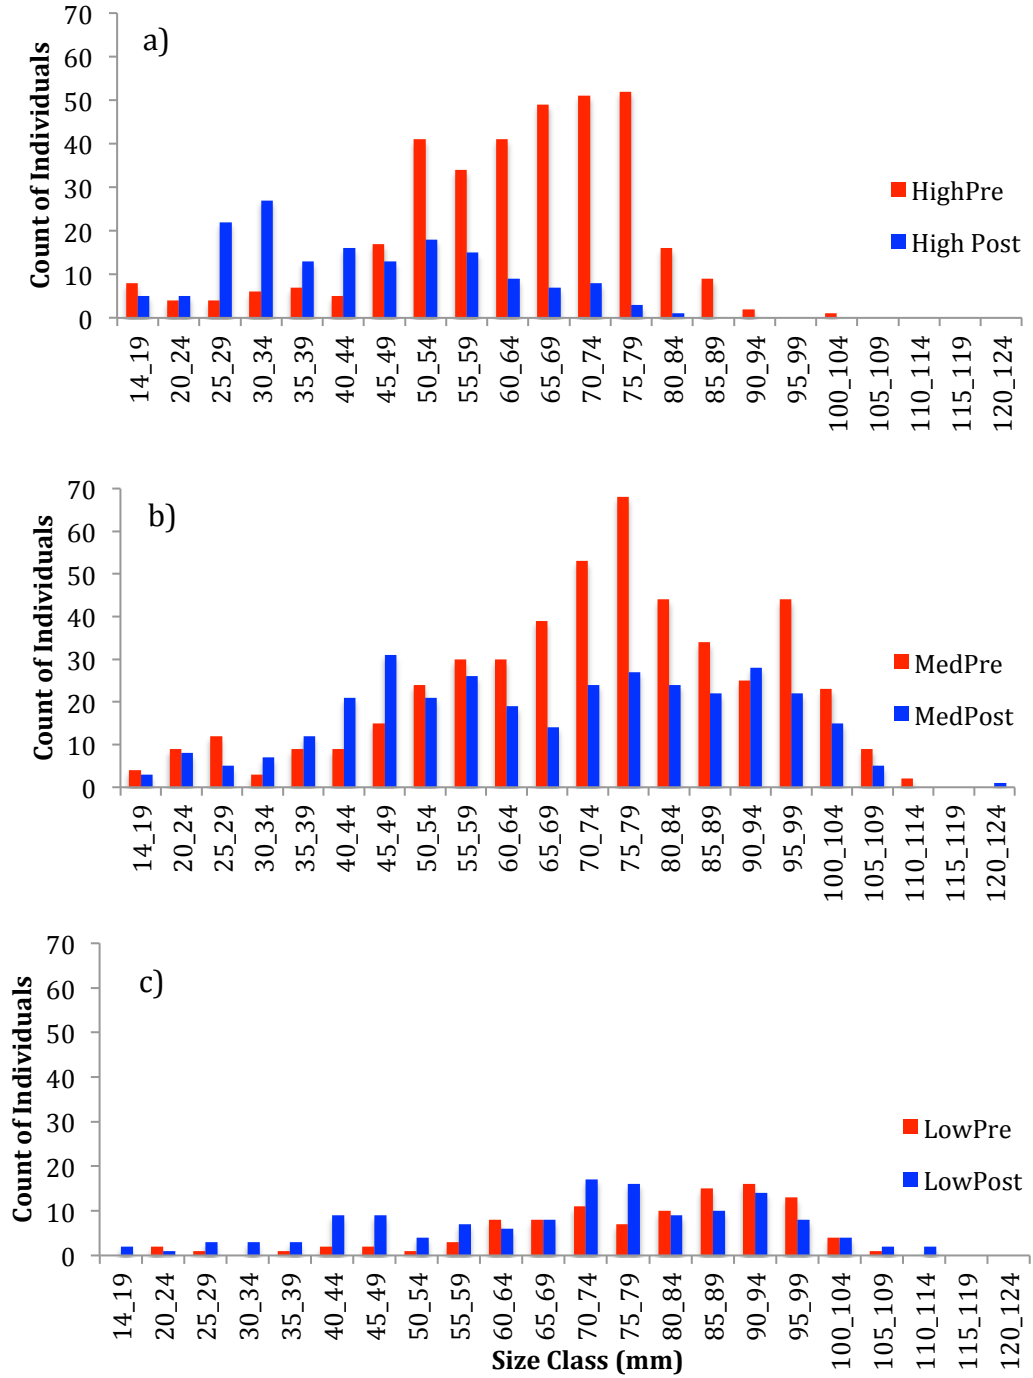 a)
Count of Individuals
70
60
50
40
30
20
10
0
HighPre
High Post
14_19 20_24 25_29 30_34 35_39 40_44 45_49 50_54 55_59 60_64 65_69 70_74 75_79 80_84 85_89 90_94 95_99 100_104 105_109 110_114 115_119 120_124
b)
Count of Individuals
70
60
50
40
30
20
10
0
MedPre
MedPost
14_19 20_24 25_29 30_34 35_39 40_44 45_49 50_54 55_59 60_64 65_69 70_74 75_79 80_84 85_89 90_94 95_99 100_104 105_109 110_114 115_119 120_124
c)
Count of Individuals
70
60
50
40
30
20
10
0
LowPre
LowPost
14_19 20_24 25_29 30_34 35_39 40_44 45_49 50_54 55_59 60_64 65_69 70_74 75_79 80_84 85_89 90_94 95_99 100_104 105_109 110_114 115_119 120_124
Size Class (mm)